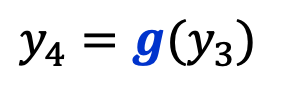 y₄ = g(y₃)